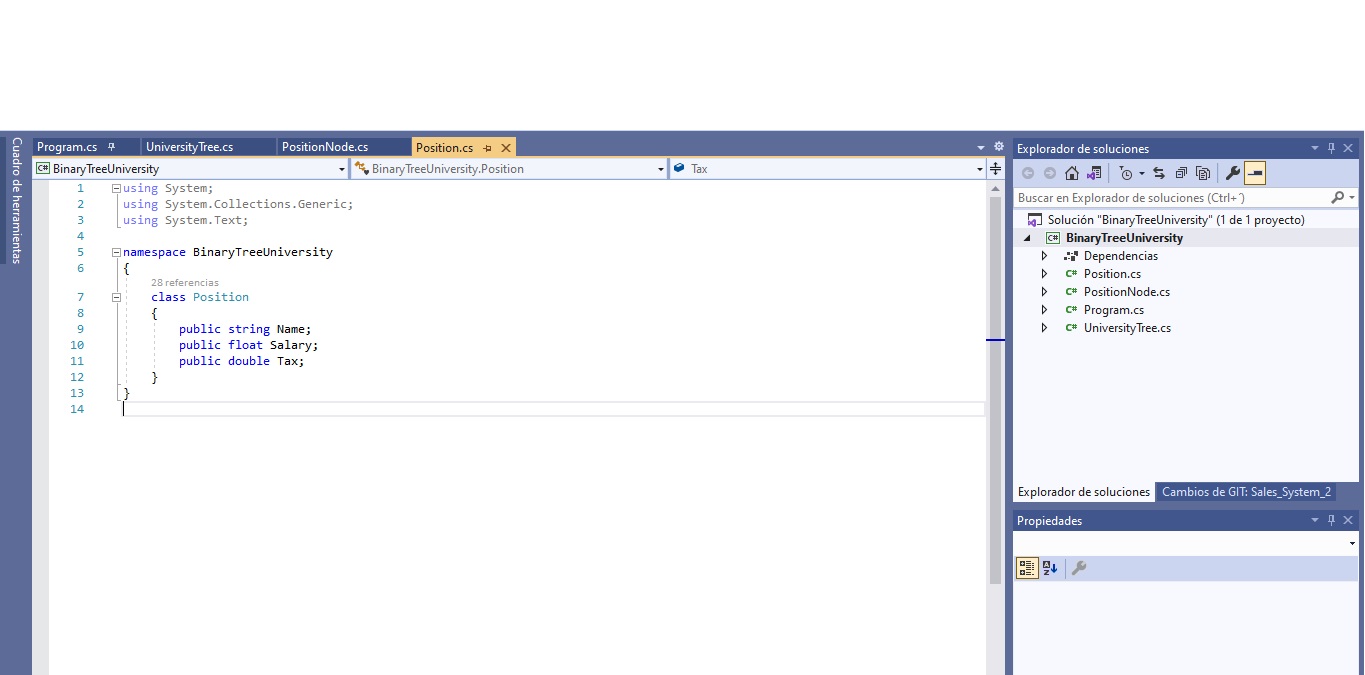 Cuadro de herramientas
Program.cs
UniversityTree.cs
PositionNode.cs
Position.cs
BinaryTreeUniversity
BinaryTreeUniversity.Position
Tax
1 using System;
2 using System.Collections.Generic;
3 using System.Text;
4
5 namespace BinaryTreeUniversity
6 {
28 referencias
7 class Position
8 {
9 public string Name;
10 public float Salary;
11 public double Tax;
12 }
13 }
14
Explorador de soluciones
Buscar en Explorador de soluciones (Ctrl+´)
Solución "BinaryTreeUniversity" (1 de 1 proyecto)
C# BinaryTreeUniversity
Dependencias
C# Position.cs
C# PositionNode.cs
C# Program.cs
C# UniversityTree.cs
Explorador de soluciones
Cambios de GIT: Sales_System_2
Propiedades